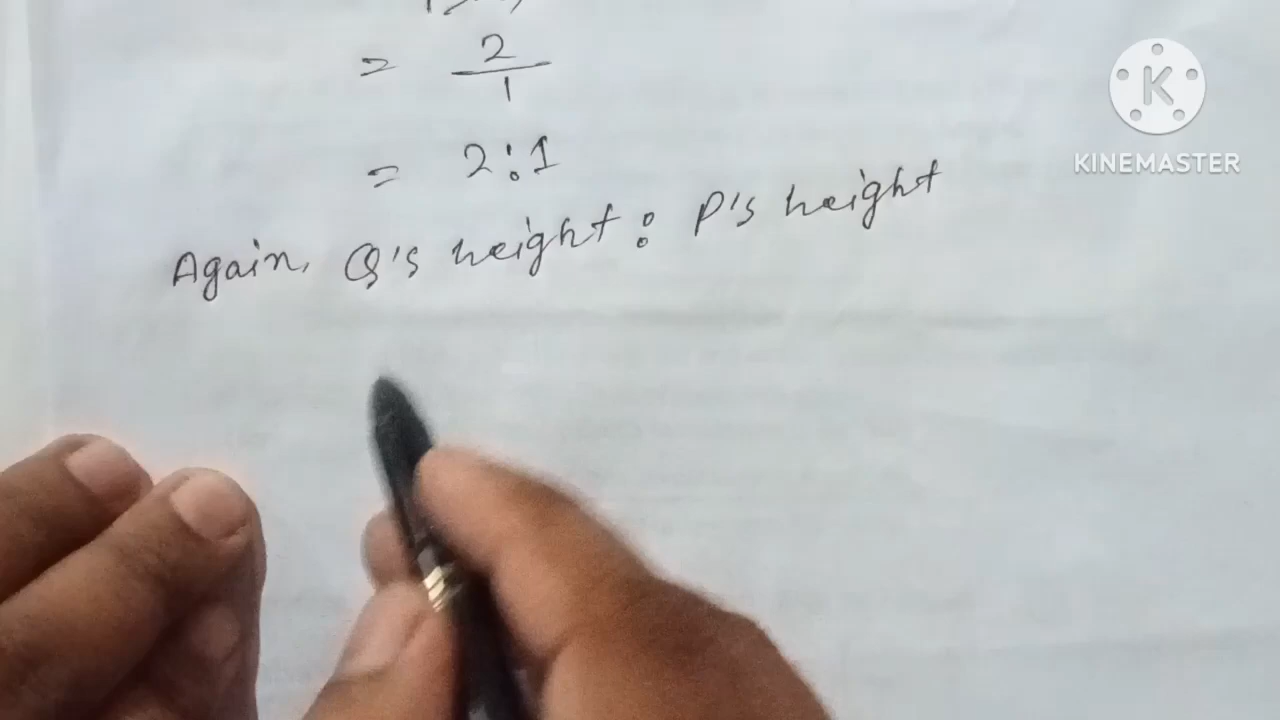 = 2
1
= 2:1
Again, Q's height : P's height
K
KINEMASTER